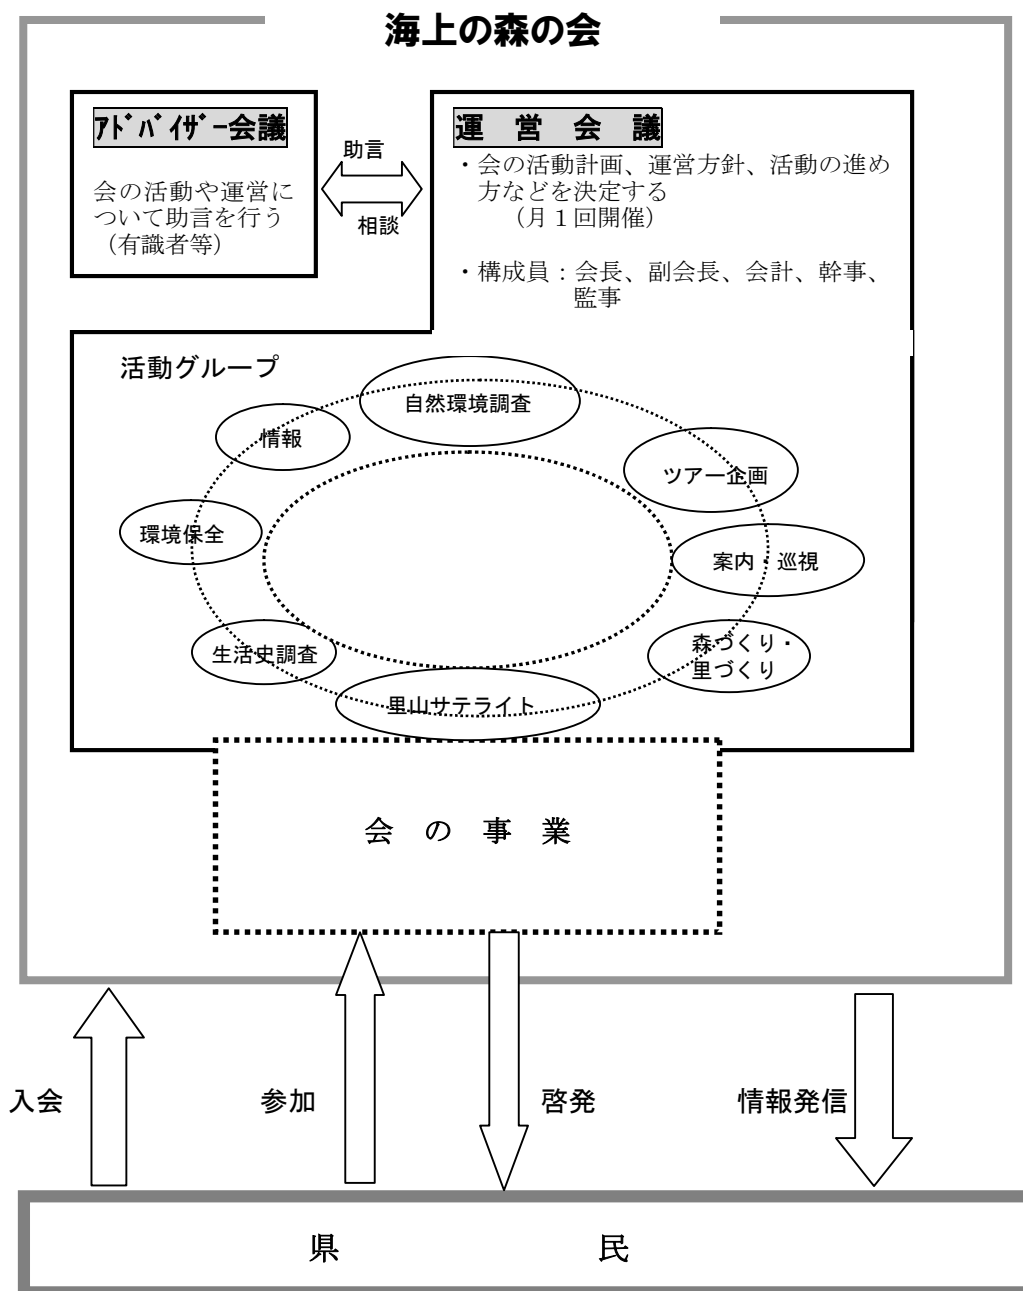 海上の森の会
ｱﾄﾞﾊﾞｲｻﾞｰ会議
会の活動や運営に
ついて助言を行う
（有識者等）
助言
相談
運　営　会　議
・会の活動計画、運営方針、活動の進め
方などを決定する
（月１回開催）
・構成員：会長、副会長、会計、幹事、
監事
活動グループ
自然環境調査
情報
ツアー企画
環境保全
案内・巡視
生活史調査
森づくり・
里づくり
里山サテライト
会　の　事　業
入会
参加
啓発
情報発信
県　　民